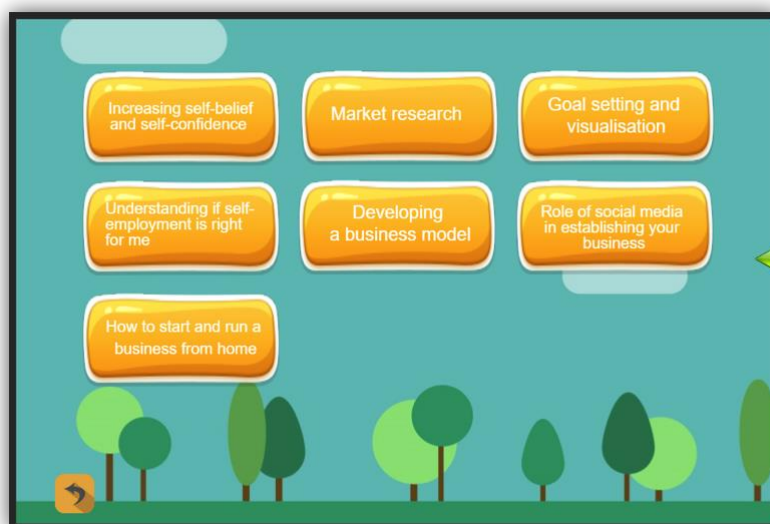 Increasing self-belief
and self-confidence
Market research
Goal setting and
visualisation
Understanding if self-
employment is right
for me
Developing
a business model
Role of social media
in establishing your
business
How to start and run a
business from home